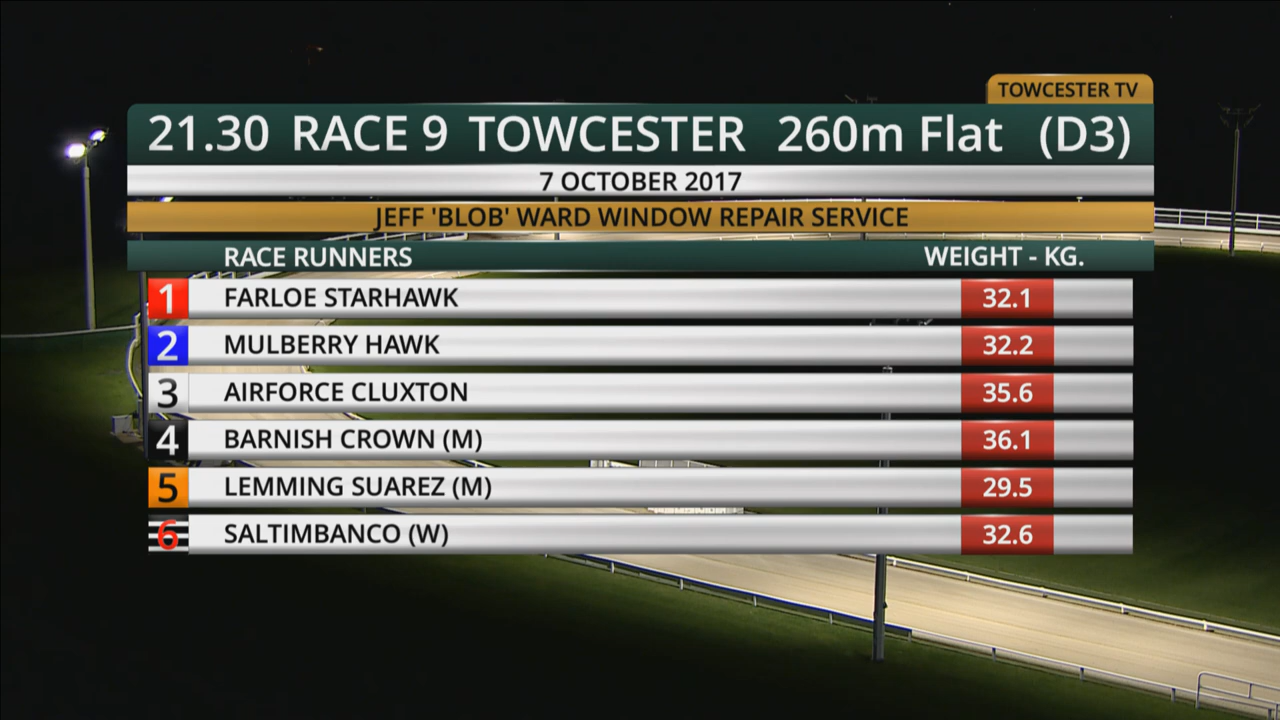 TOWCESTER TV
21.30 RACE 9 TOWCESTER 260m Flat (D3)
7 OCTOBER 2017
JEFF 'BLOB' WARD WINDOW REPAIR SERVICE
RACE RUNNERS WEIGHT - KG.
1 FARLOE STARHAWK 32.1
2 MULBERRY HAWK 32.2
3 AIRFORCE CLUXTON 35.6
4 BARNISH CROWN (M) 36.1
5 LEMMING SUAREZ (M) 29.5
6 SALTIMBANCO (W) 32.6